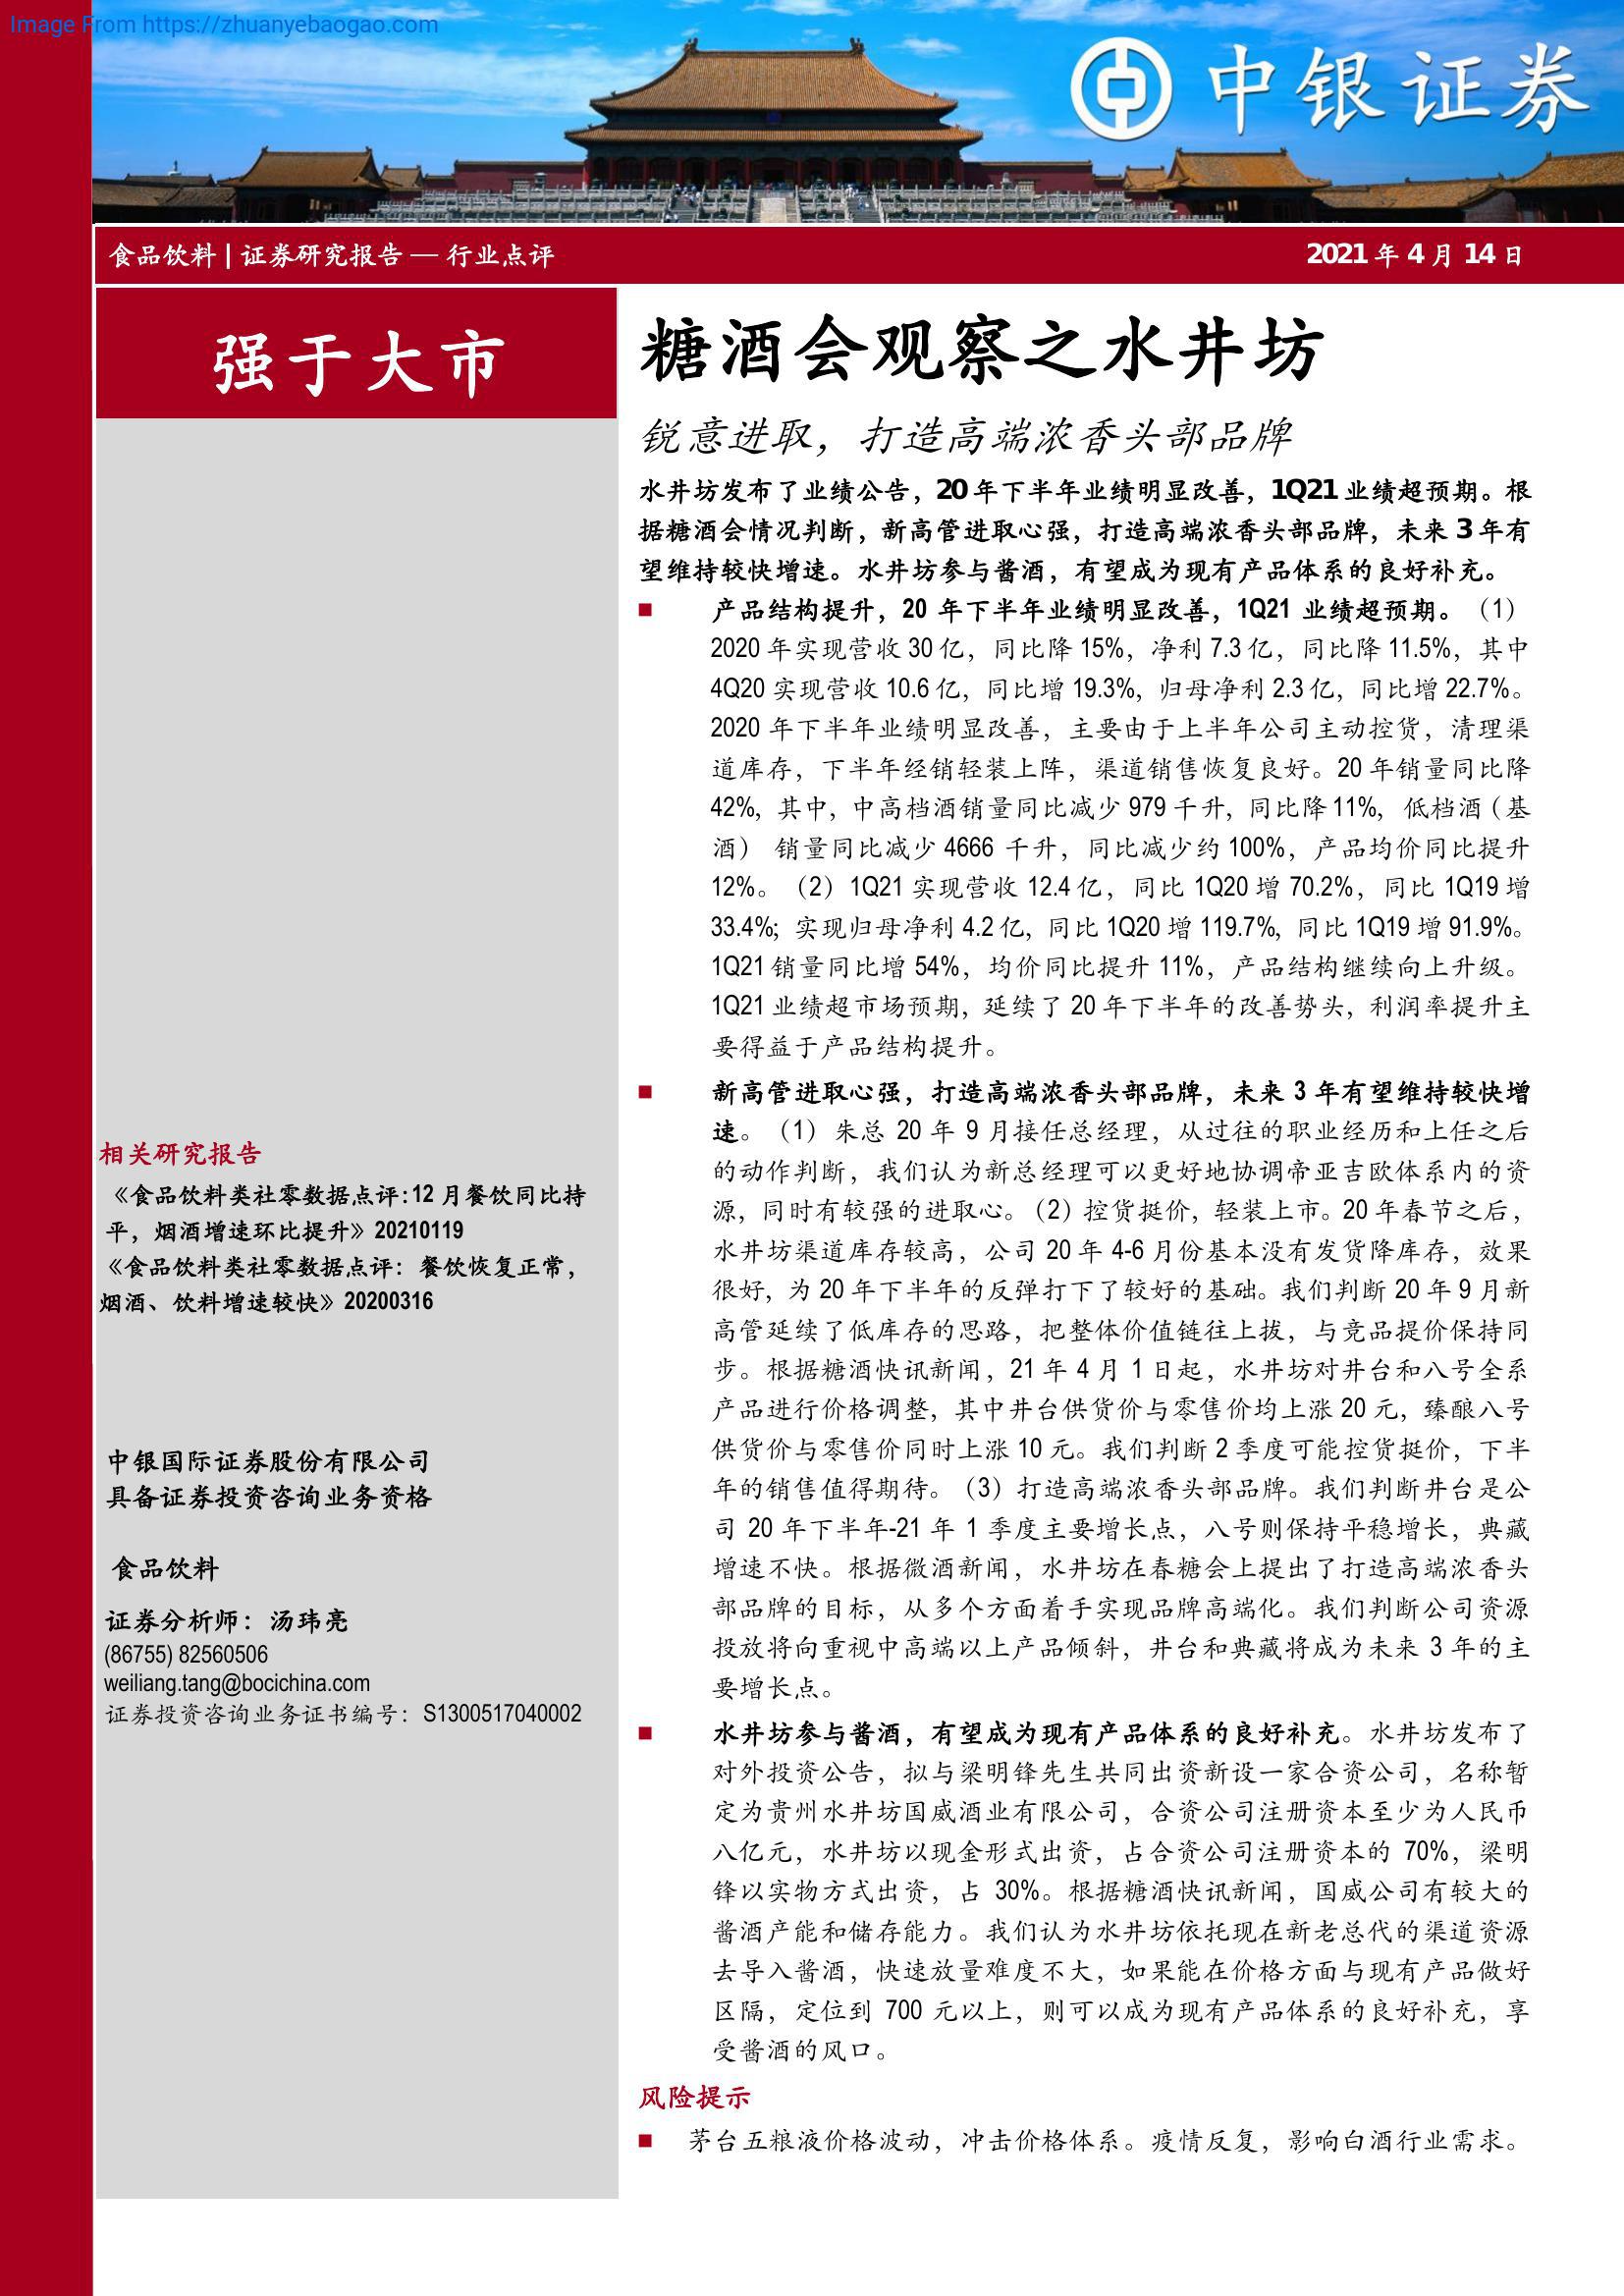 Image From https://zhuanyebaogao.com
中银证券
食品饮料 | 证券研究报告 — 行业点评
2021 年 4 月 14 日
强于大市
糖酒会观察之水井坊
锐意进取，打造高端浓香头部品牌
水井坊发布了业绩公告，20 年下半年业绩明显改善，1Q21 业绩超预期。根
据糖酒会情况判断，新高管进取心强，打造高端浓香头部品牌，未来 3 年有
望维持较快增速。水井坊参与酱酒，有望成为现有产品体系的良好补充。
产品结构提升，20 年下半年业绩明显改善，1Q21 业绩超预期。（1）
2020 年实现营收 30 亿，同比降 15%，净利 7.3 亿，同比降 11.5%，其中
4Q20 实现营收 10.6 亿，同比增 19.3%，归母净利 2.3 亿，同比增 22.7%。
2020 年下半年业绩明显改善，主要由于上半年公司主动控货，清理渠
道库存，下半年经销轻装上阵，渠道销售恢复良好。20 年销量同比降
42%，其中，中高档酒销量同比减少 979 千升，同比降 11%，低档酒（基
酒） 销量同比减少 4666 千升，同比减少约 100%，产品均价同比提升
12%。（2）1Q21 实现营收 12.4 亿，同比 1Q20 增 70.2%，同比 1Q19 增
33.4%；实现归母净利 4.2 亿，同比 1Q20 增 119.7%，同比 1Q19 增 91.9%。
1Q21 销量同比增 54%，均价同比提升 11%，产品结构继续向上升级。
1Q21 业绩超市场预期，延续了 20 年下半年的改善势头，利润率提升主
要得益于产品结构提升。
新高管进取心强，打造高端浓香头部品牌，未来 3 年有望维持较快增
速。（1）朱总 20 年 9 月接任总经理，从过往的职业经历和上任之后
的动作判断，我们认为新总经理可以更好地协调帝亚吉欧体系内的资
源，同时有较强的进取心。（2）控货挺价，轻装上市。20 年春节之后，
水井坊渠道库存较高，公司 20 年 4-6 月份基本没有发货降库存，效果
很好，为 20 年下半年的反弹打下了较好的基础。我们判断 20 年 9 月新
高管延续了低库存的思路，把整体价值链往上拔，与竞品提价保持同
步。根据糖酒快讯新闻，21 年 4 月 1 日起，水井坊对井台和八号全系
产品进行价格调整，其中井台供货价与零售价均上涨 20 元，臻酿八号
供货价与零售价同时上涨 10 元。我们判断 2 季度可能控货挺价，下半
年的销售值得期待。（3）打造高端浓香头部品牌。我们判断井台是公
司 20 年下半年-21 年 1 季度主要增长点，八号则保持平稳增长，典藏
增速不快。根据微酒新闻，水井坊在春糖会上提出了打造高端浓香头
部品牌的目标，从多个方面着手实现品牌高端化。我们判断公司资源
投放将向重视中高端以上产品倾斜，井台和典藏将成为未来 3 年的主
要增长点。
水井坊参与酱酒，有望成为现有产品体系的良好补充。水井坊发布了
对外投资公告，拟与梁明锋先生共同出资新设一家合资公司，名称暂
定为贵州水井坊国威酒业有限公司，合资公司注册资本至少为人民币
八亿元，水井坊以现金形式出资，占合资公司注册资本的 70%，梁明
锋以实物方式出资，占 30%。根据糖酒快讯新闻，国威公司有较大的
酱酒产能和储存能力。我们认为水井坊依托现在新老总代的渠道资源
去导入酱酒，快速放量难度不大，如果能在价格方面与现有产品做好
区隔，定位到 700 元以上，则可以成为现有产品体系的良好补充，享
受酱酒的风口。
风险提示
茅台五粮液价格波动，冲击价格体系。疫情反复，影响白酒行业需求。
相关研究报告
《食品饮料类社零数据点评：12 月餐饮同比持
平，烟酒增速环比提升》20210119
《食品饮料类社零数据点评：餐饮恢复正常，
烟酒、饮料增速较快》20200316
中银国际证券股份有限公司
具备证券投资咨询业务资格
食品饮料
证券分析师：汤玮亮
(86755) 82560506
weiliang.tang@bocichina.com
证券投资咨询业务证书编号：S1300517040002